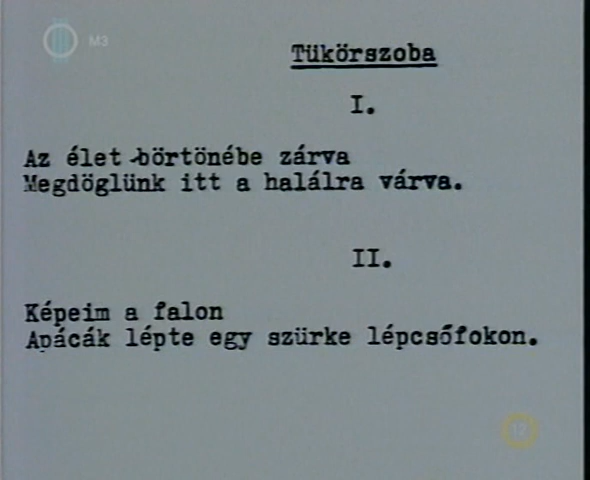 M3
Tükörszoba
I.
Az élet börtönébe zárva
Megdöglünk itt a halálra várva.
II.
Képeim a falon
Apácák lépte egy szürke lépcsőfokon.
12